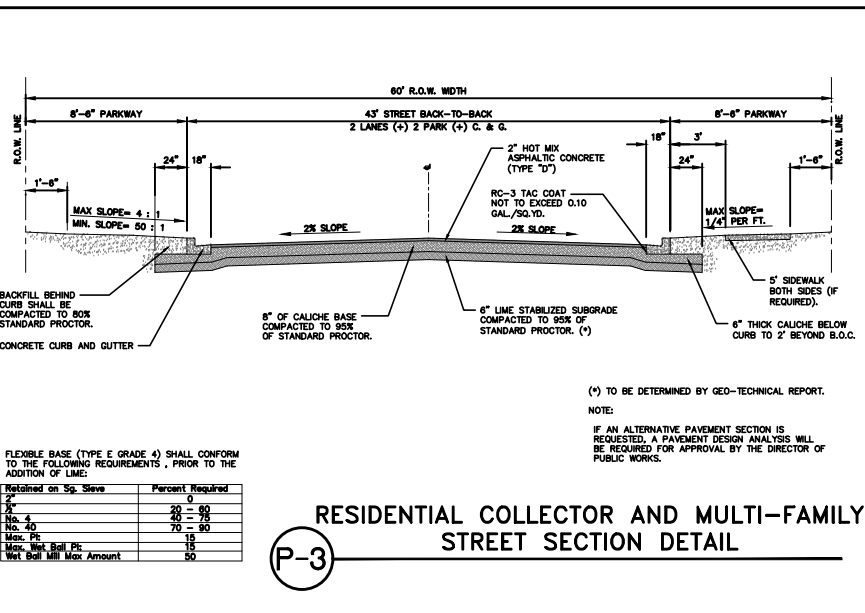 60' R.O.W. WIDTH
8'-6" PARKWAY
43' STREET BACK-TO-BACK
8'-6" PARKWAY
2 LANES (+) 2 PARK (+) C. & G.
R.O.W. LINE
R.O.W. LINE
24"
18"
18"
3'
24"
1'-6"
1'-6"
2" HOT MIX
ASPHALTIC CONCRETE
(TYPE "D")
RC-3 TAC COAT
NOT TO EXCEED 0.10
GAL./SQ.YD.
MAX SLOPE= 4 : 1
MIN. SLOPE= 50 : 1
2% SLOPE
2% SLOPE
MAX SLOPE=
1/4" PER FT.
BACKFILL BEHIND
CURB SHALL BE
COMPACTED TO 80%
STANDARD PROCTOR.
CONCRETE CURB AND GUTTER
8" OF CALICHE BASE
COMPACTED TO 95%
OF STANDARD PROCTOR.
6" LIME STABILIZED SUBGRADE
COMPACTED TO 95% OF
STANDARD PROCTOR. (*)
5' SIDEWALK
BOTH SIDES (IF
REQUIRED).
6" THICK CALICHE BELOW
CURB TO 2' BEYOND B.O.C.
(*) TO BE DETERMINED BY GEO-TECHNICAL REPORT.
NOTE:
IF AN ALTERNATIVE PAVEMENT SECTION IS
REQUESTED, A PAVEMENT DESIGN ANALYSIS WILL
BE REQUIRED FOR APPROVAL BY THE DIRECTOR OF
PUBLIC WORKS.
FLEXIBLE BASE (TYPE E GRADE 4) SHALL CONFORM
TO THE FOLLOWING REQUIREMENTS , PRIOR TO THE
ADDITION OF LIME:
Retained on Sg. Sieve Percent Required
2" 0
20 - 60
No. 4 40 - 75
No. 40 70 - 90
Max. PI: 15
Max. Wet Ball PI: 15
Wet Ball Mill Max Amount 50
RESIDENTIAL COLLECTOR AND MULTI-FAMILY
STREET SECTION DETAIL
P-3